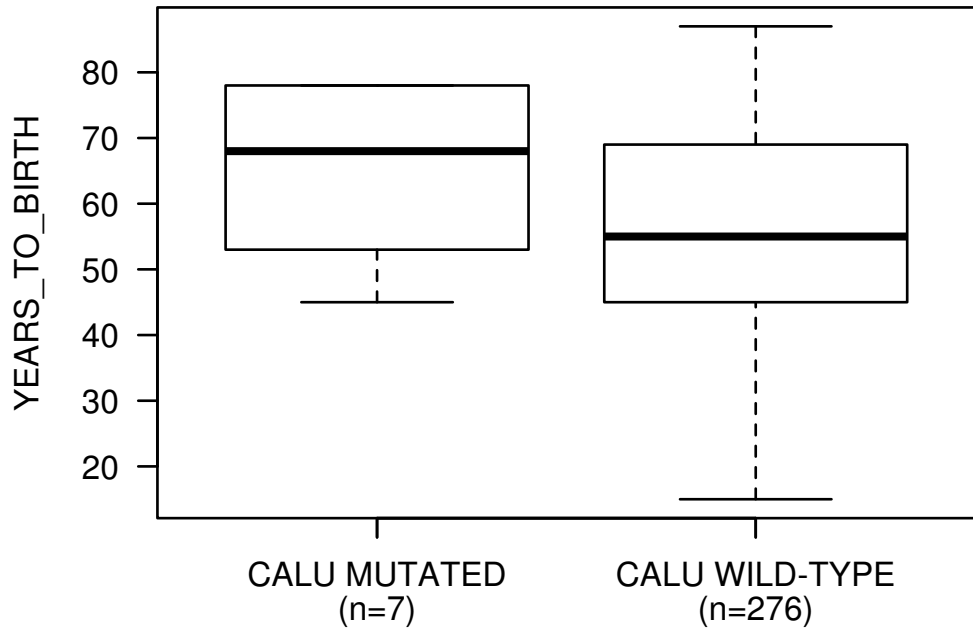 YEARS_TO_BIRTH
80
70
60
50
40
30
20
CALU MUTATED
(n=7)
CALU WILD-TYPE
(n=276)